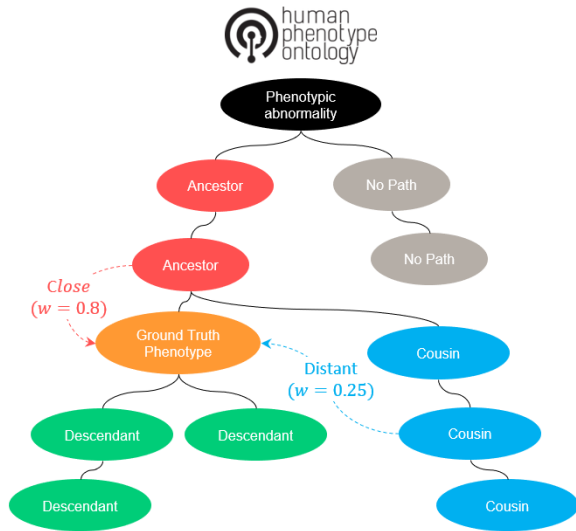 human
phenotype
ontology
Phenotypic
abnormality
Ancestor
No Path
Ancestor
No Path
Close
(w = 0.8)
Ground Truth
Phenotype
Cousin
Distant
(w = 0.25)
Descendant
Descendant
Cousin
Descendant
Cousin